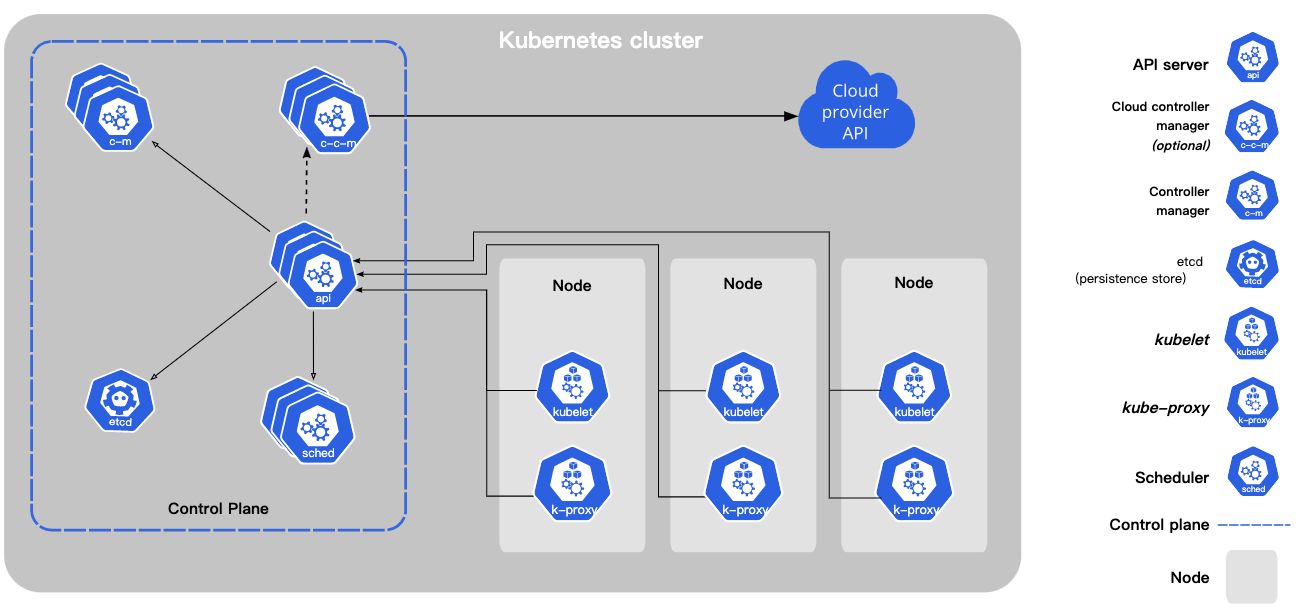 Kubernetes cluster
c-m
c-c-m
Cloud
provider
API
api
etcd
sched
Control Plane
Node
kubelet
k-proxy
Node
kubelet
k-proxy
Node
kubelet
k-proxy
API server
api
Cloud controller
manager
(optional)
c-c-m
Controller
manager
c-m
etcd
(persistence store)
etcd
kubelet
kubelet
kube-proxy
k-proxy
Scheduler
sched
Control plane
Node